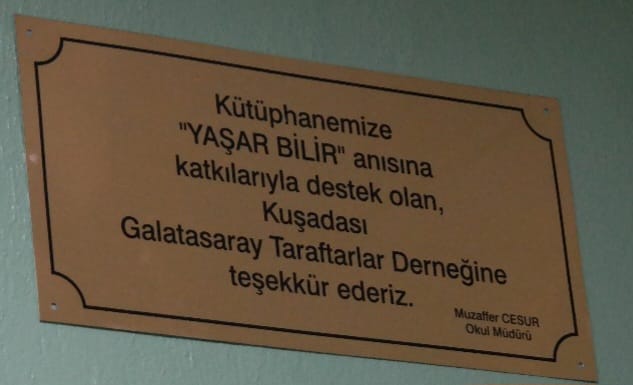 Kütüphanemize
"YAŞAR BİLİR" anısına
katkılarıyla destek olan,
Kuşadası
Galatasaray Taraftarlar Derneğine
teşekkür ederiz.
Muzaffer CESUR
Okul Müdürü